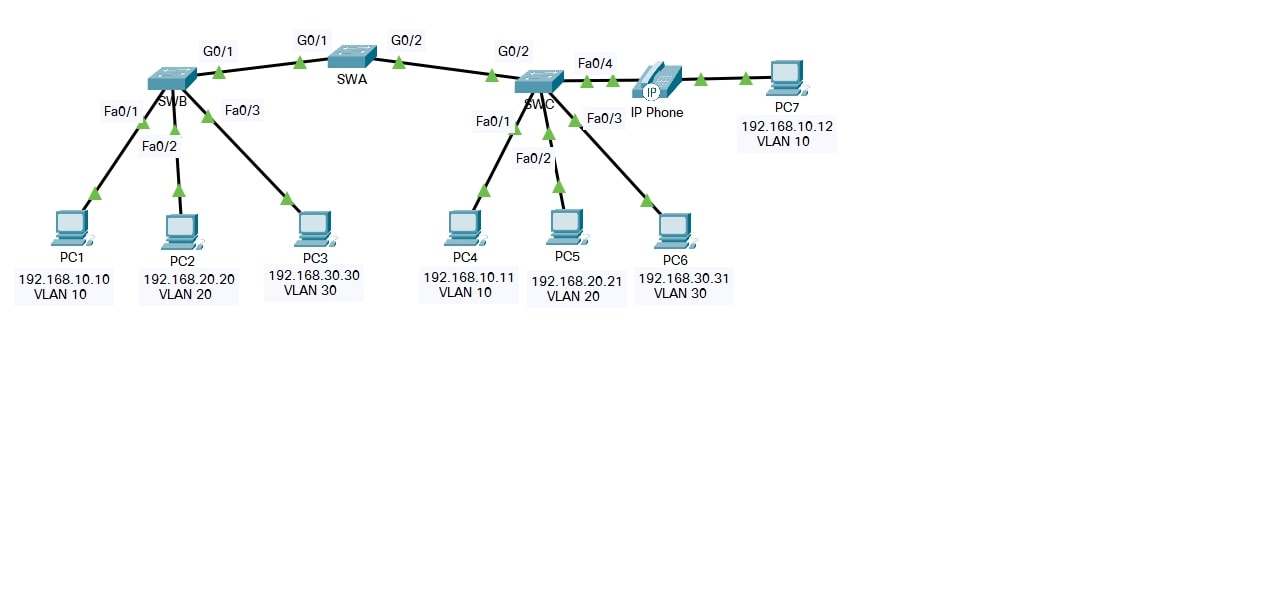 G0/1
G0/1
G0/2
G0/2
Fa0/4
SWA
SWB
SWC
IP
IP Phone
PC7
192.168.10.12
VLAN 10
Fa0/1
Fa0/3
Fa0/2
Fa0/1
Fa0/3
Fa0/2
PC1
192.168.10.10
VLAN 10
PC2
192.168.20.20
VLAN 20
PC3
192.168.30.30
VLAN 30
PC4
192.168.10.11
VLAN 10
PC5
192.168.20.21
VLAN 20
PC6
192.168.30.31
VLAN 30